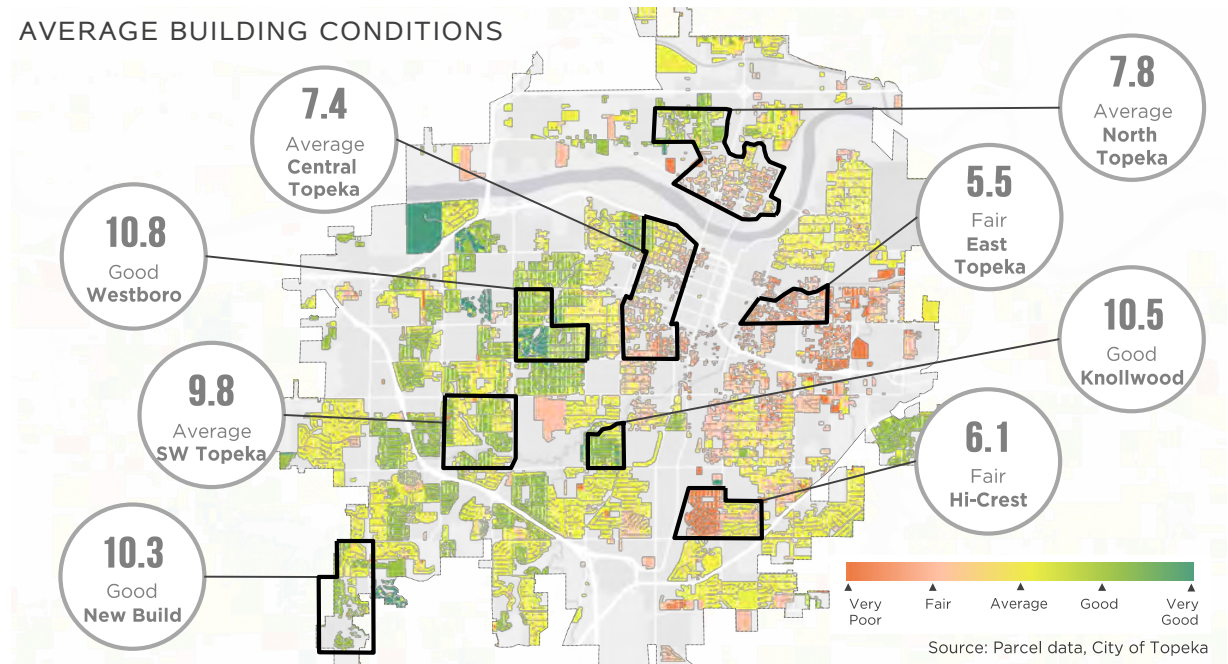 AVERAGE BUILDING CONDITIONS
7.4
Average
Central
Topeka
7.8
Average
North
Topeka
10.8
Good
Westboro
5.5
Fair
East
Topeka
9.8
Average
SW Topeka
10.5
Good
Knollwood
6.1
Fair
Hi-Crest
10.3
Good
New Build
Very
Poor
Fair
Average
Good
Very
Good
Source: Parcel data, City of Topeka